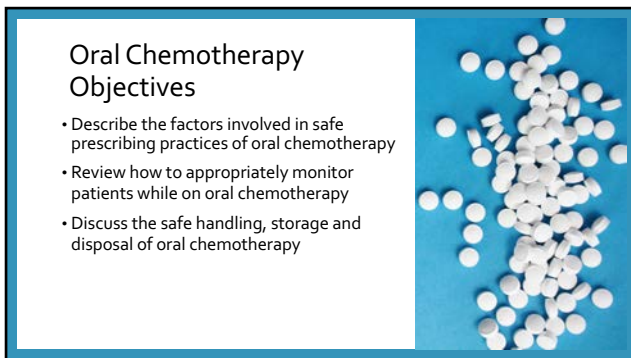 Oral Chemotherapy
Objectives
• Describe the factors involved in safe
prescribing practices of oral chemotherapy
• Review how to appropriately monitor
patients while on oral chemotherapy
• Discuss the safe handling, storage and
disposal of oral chemotherapy